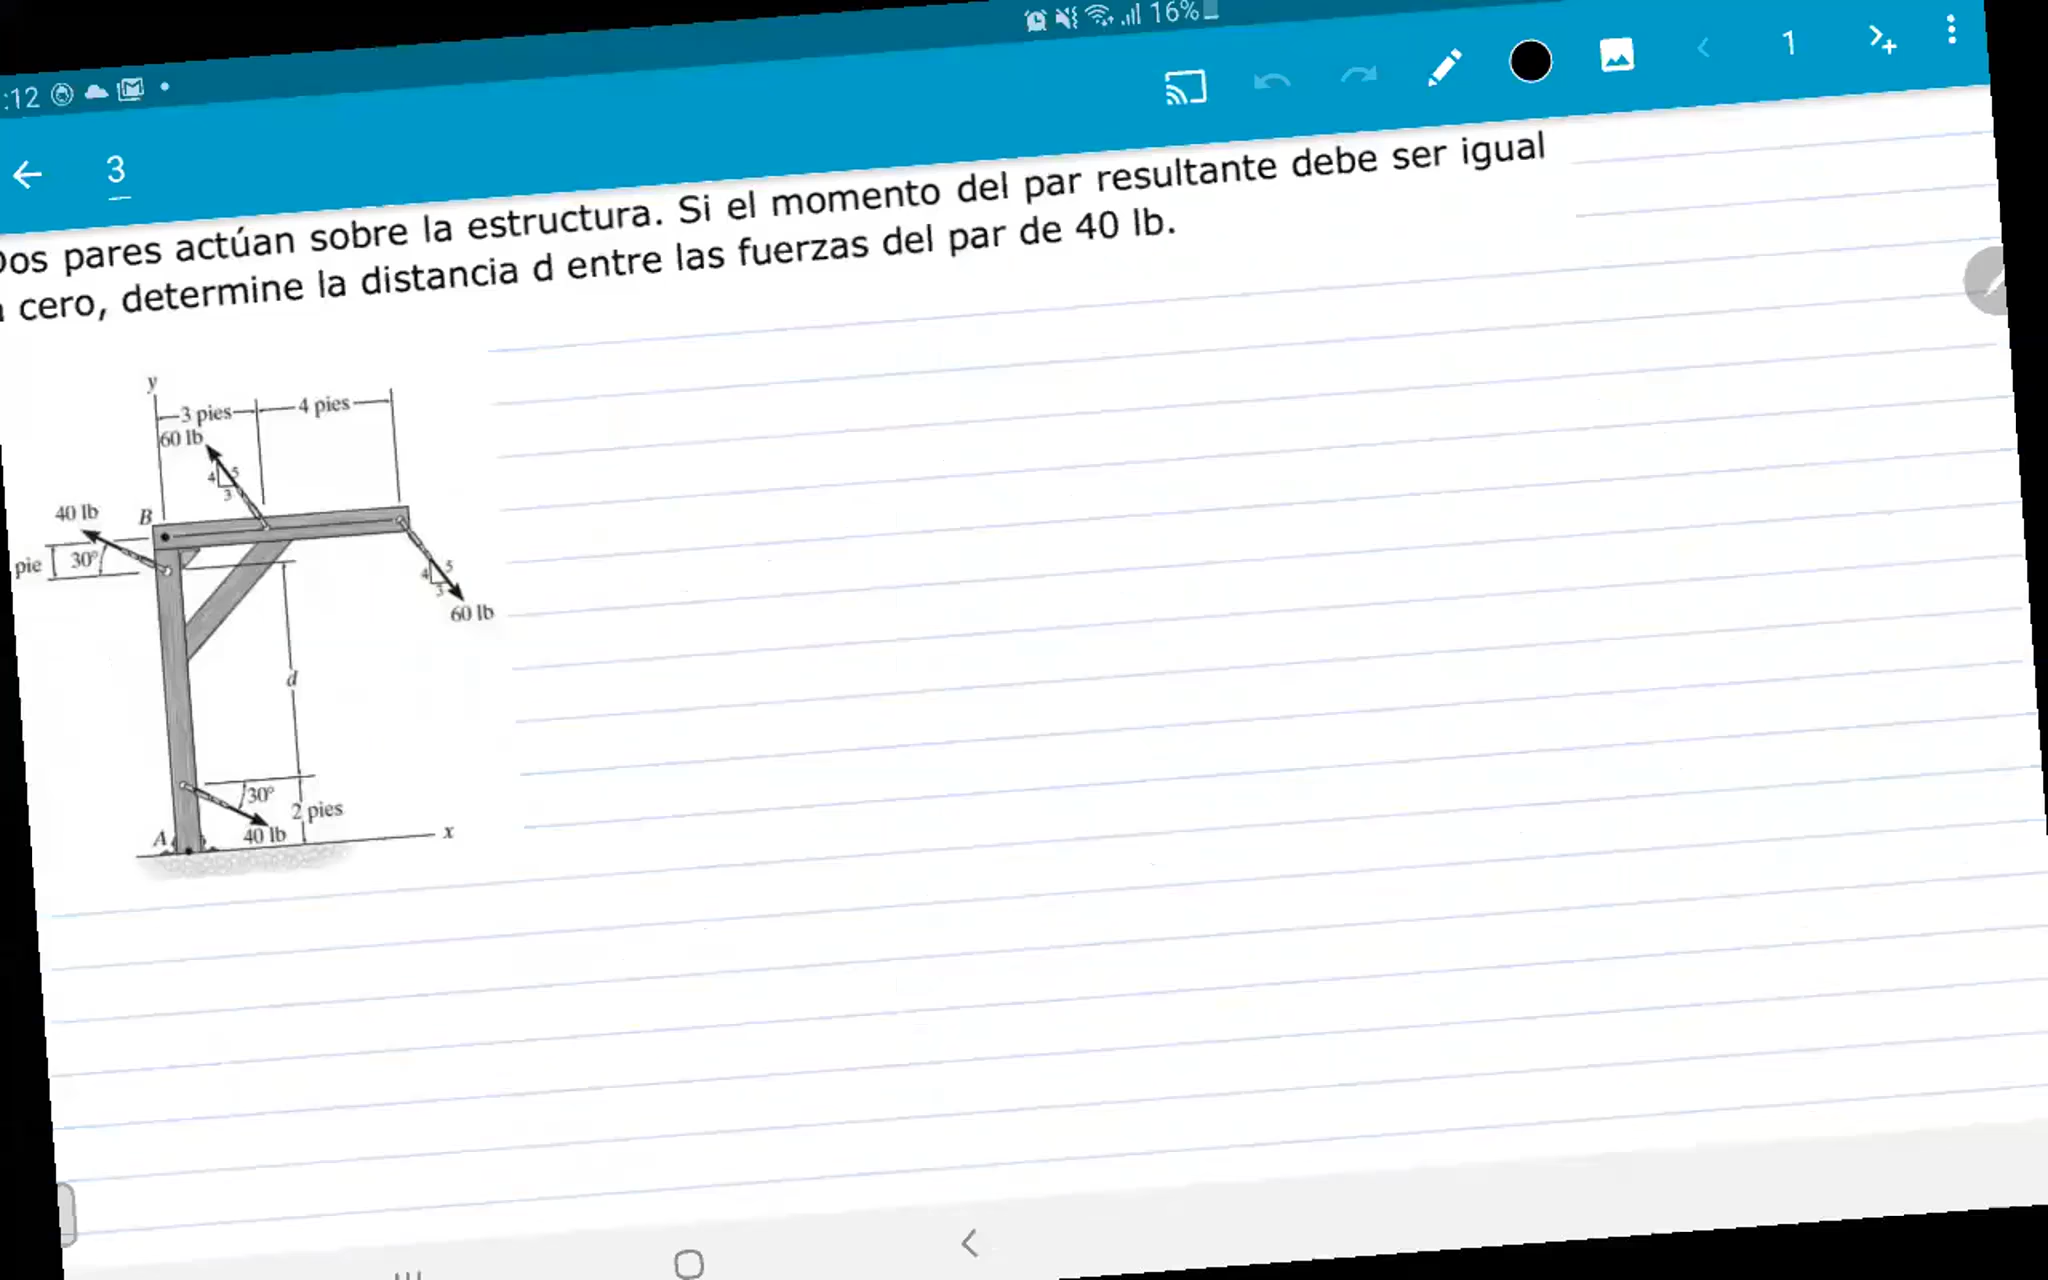 :12
16%
1
3
Dos pares actúan sobre la estructura. Si el momento del par resultante debe ser igual
a cero, determine la distancia d entre las fuerzas del par de 40 lb.
y
3 pies
4 pies
60 lb
4
5
3
40 lb
B
pie
30°
4
5
3
60 lb
d
30°
2 pies
A
40 lb
x